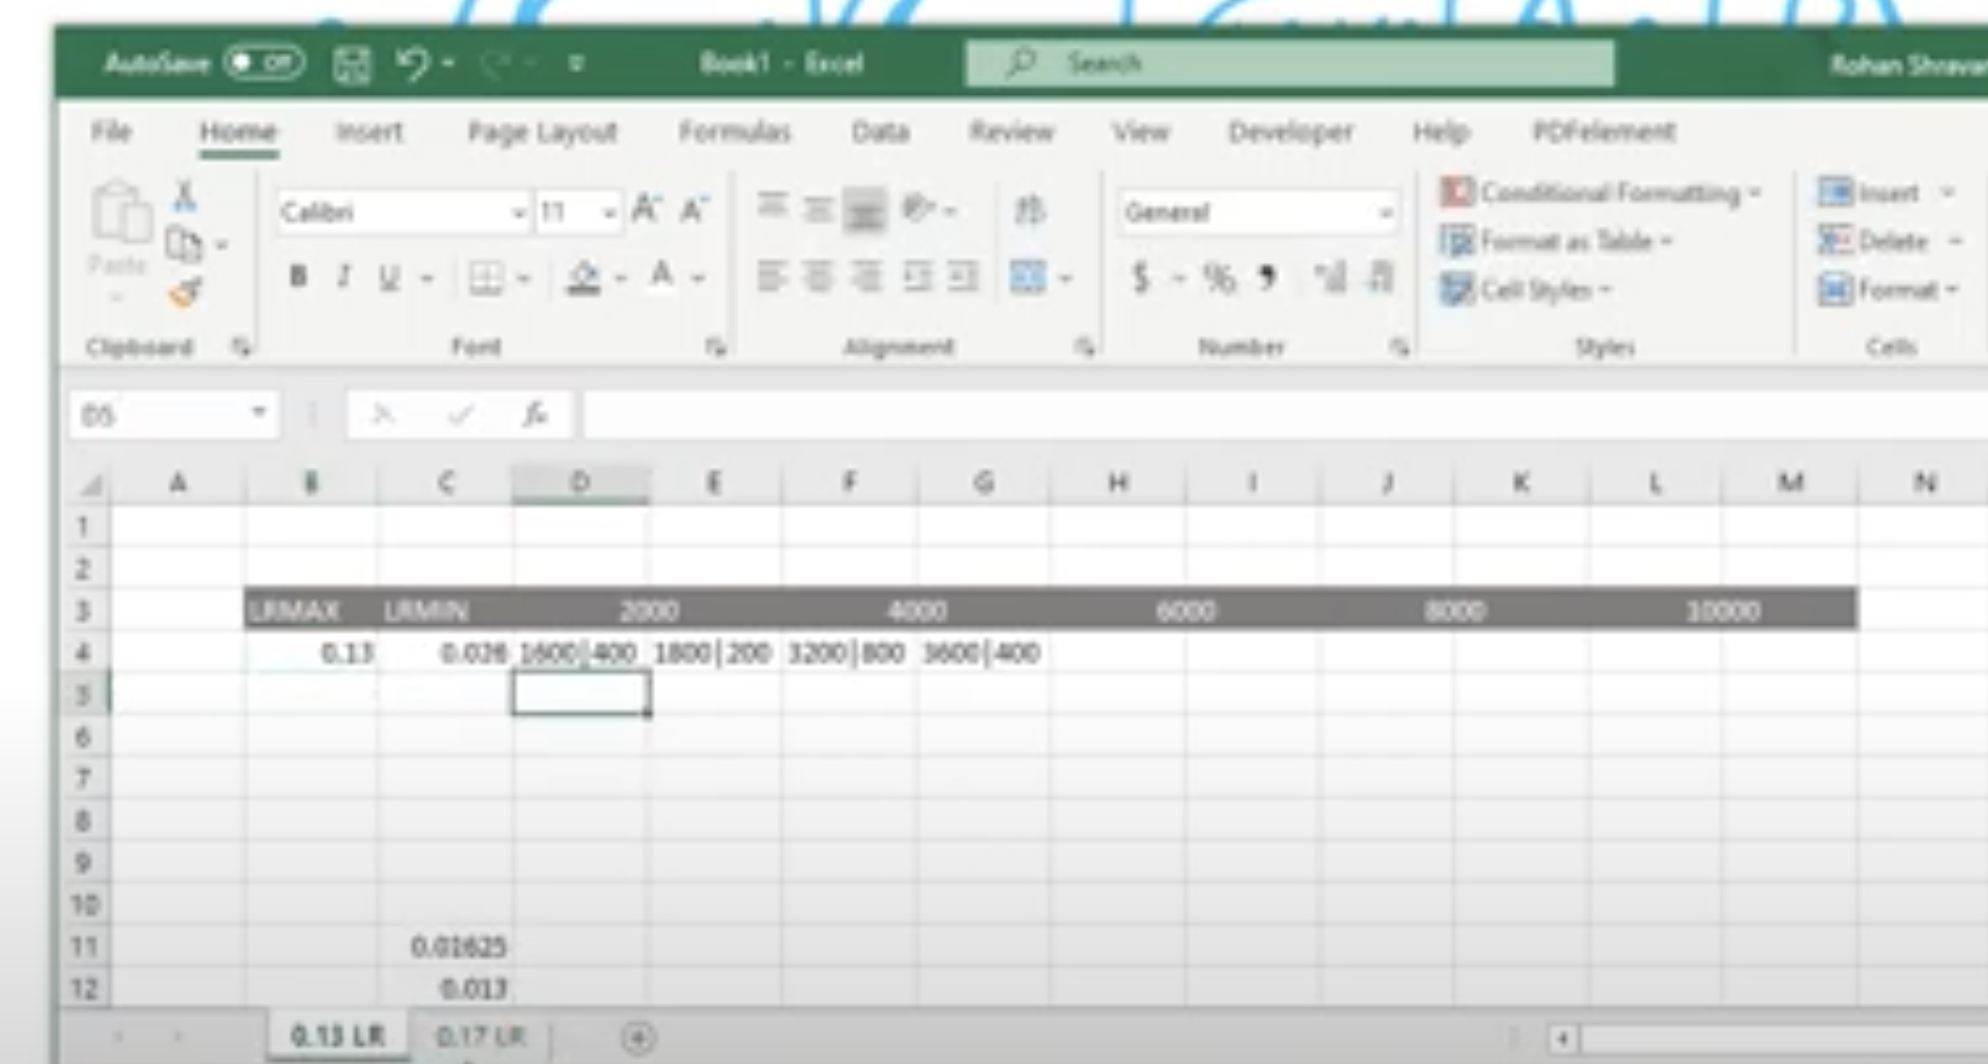 AutoSave Off Book1 - Excel Search Rohan Shravan
File Home Insert Page Layout Formulas Data Review View Developer Help PDFelement
Paste
Calibri 11
General
Conditional Formatting
Format as Table
Cell Styles
Insert
Delete
Format
Clipboard Font Alignment Number Styles Cells
D5
A B C D E F G H I J K L M N
1
2
3 LRMAX LRMIN 2000 4000 6000 8000 10000
4 0.13 0.026 1600|400 1800|200 3200|800 3600|400
5
6
7
8
9
10
11 0.01625
12 0.013
0.13 LR 0.17 LR